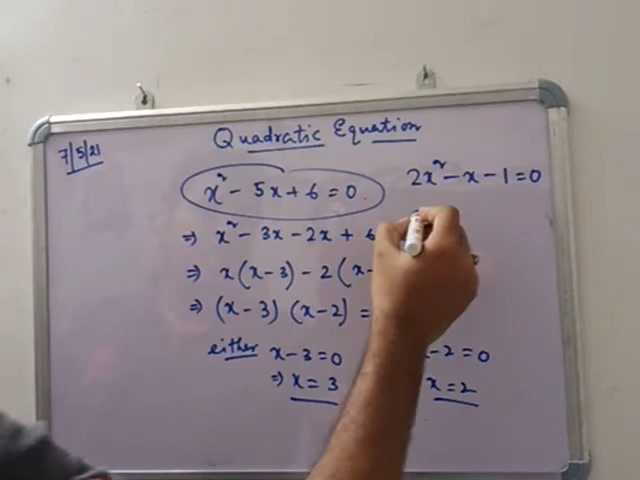 Quadratic Equation
7/5/21
x² - 5x + 6 = 0.
⇒ x² - 3x - 2x + 6
⇒ x(x-3) - 2(x-
⇒ (x-3) (x-2) =
either x-3=0
⇒ x = 3
2x² - x - 1 = 0
x-2=0
x=2